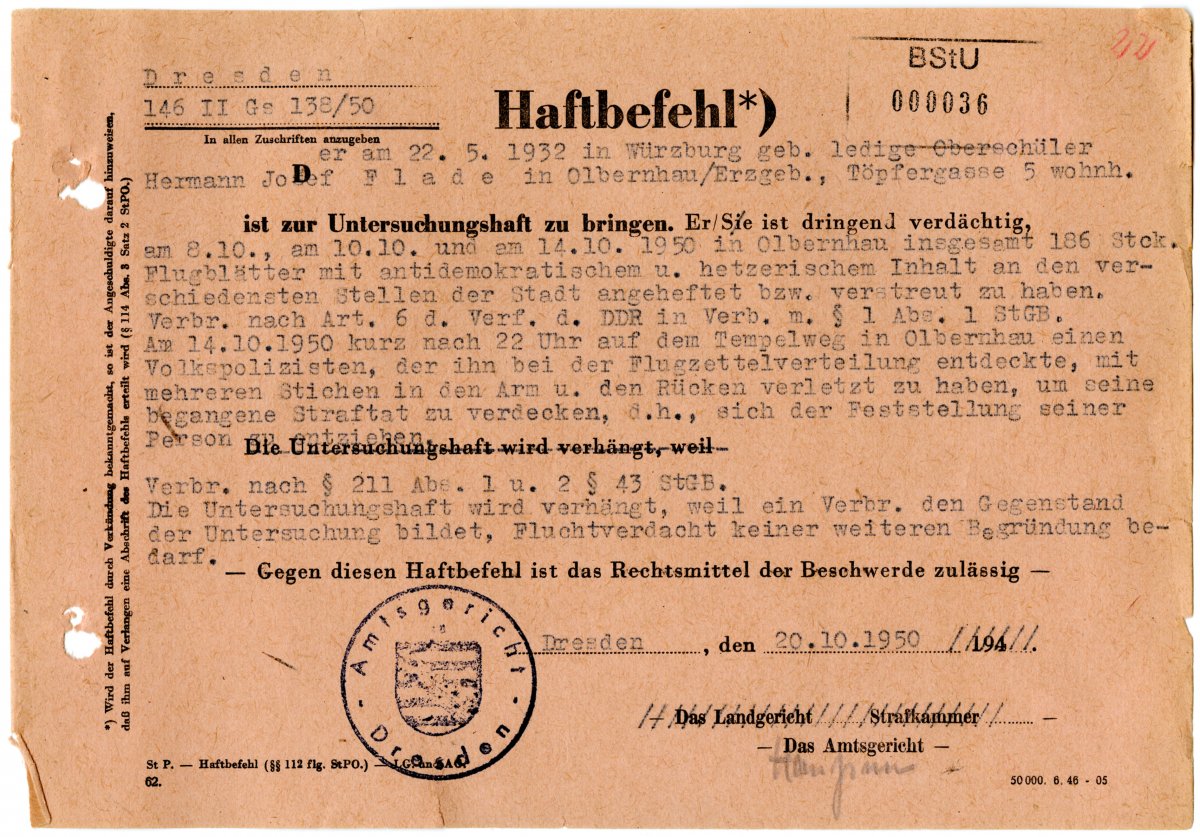 22
BStU
000036
Dresden
146 II Gs 138/50
In allen Zuschriften anzugeben
Haftbefehl*)
Der am 22. 5. 1932 in Würzburg geb. ledige Oberschüler
Hermann Josef Flade in Olbernhau/Erzgeb., Töpfergasse 5 wohnh.
ist zur Untersuchungshaft zu bringen. Er/Sie ist dringend verdächtig,
am 8.10., am 10.10. und am 14.10. 1950 in Olbernhau insgesamt 186 Stck.
Flugblätter mit antidemokratischem u. hetzerischem Inhalt an den ver-
schiedensten Stellen der Stadt angeheftet bzw. verstreut zu haben.
Verbr. nach Art. 6 d. Verf. d. DDR in Verb. m. § 1 Abs. 1 StGB.
Am 14.10.1950 kurz nach 22 Uhr auf dem Tempelweg in Olbernhau einen
Volkspolizisten, der ihn bei der Flugzettelverteilung entdeckte, mit
mehreren Stichen in den Arm u. den Rücken verletzt zu haben, um seine
begangene Straftat zu verdecken, d.h., sich der Feststellung seiner
Person zu entziehen.
Die Untersuchungshaft wird verhängt, weil
Verbr. nach § 211 Abs. 1 u. 2 § 43 StGB.
Die Untersuchungshaft wird verhängt, weil ein Verbr. den Gegenstand
der Untersuchung bildet, Fluchtverdacht keiner weiteren Begründung be-
darf.
— Gegen diesen Haftbefehl ist das Rechtsmittel der Beschwerde zulässig —
Amtsgericht
- Dresden -
Dresden, den 20.10.1950 194
Das Landgericht Strafkammer —
— Das Amtsgericht —
St P. — Haftbefehl (§§ 112 flg. StPO.) — LG. und AG.
62.
50000. 6. 46 - 05
*) Wird der Haftbefehl durch Verkündung bekanntgemacht, so ist der Angeschuldigte darauf hinzuweisen,
daß ihm auf Verlangen eine Abschrift des Haftbefehls erteilt wird (§ 114 Abs. 3 Satz 2 StPO.)